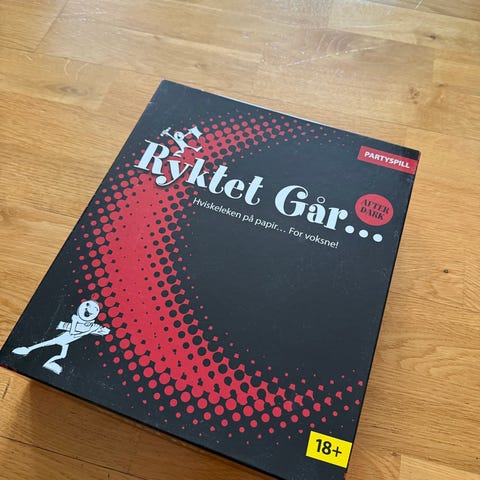 PARTYSPILL
Ryktet Går...
AFTER
DARK
Hviskeleken på papir... For voksne!
18+